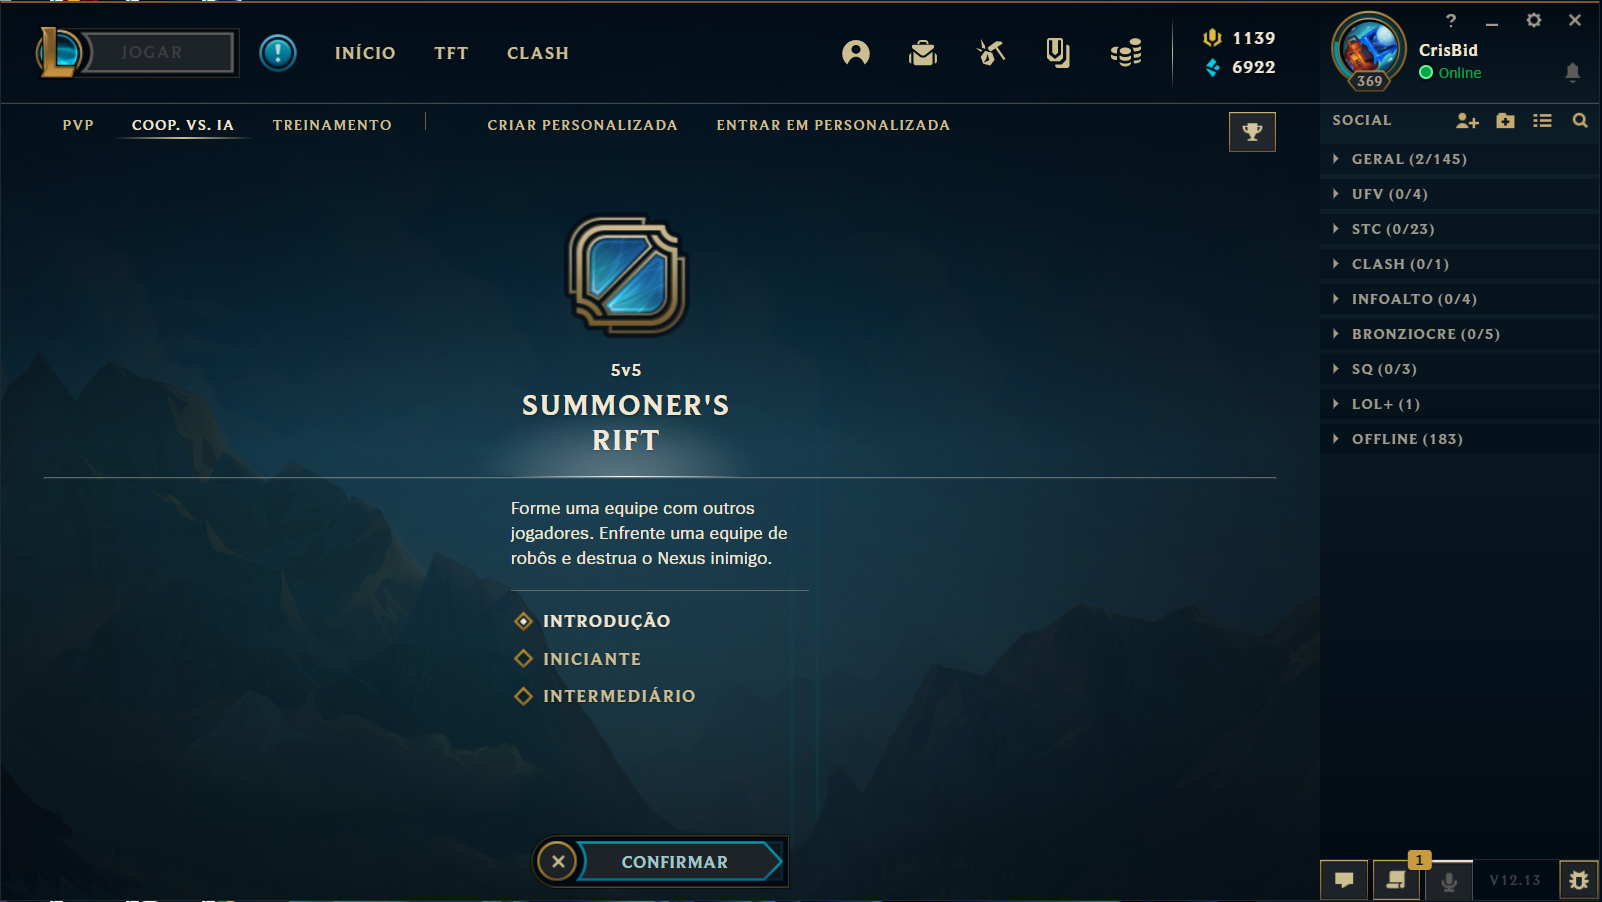 JOGAR
INÍCIO
TFT
CLASH
1139
6922
?
369
CrisBid
Online
PVP
COOP. VS. IA
TREINAMENTO
CRIAR PERSONALIZADA
ENTRAR EM PERSONALIZADA
SOCIAL
GERAL (2/145)
UFV (0/4)
STC (0/23)
CLASH (0/1)
INFOALTO (0/4)
BRONZIOCRE (0/5)
SQ (0/3)
LOL+ (1)
OFFLINE (183)
5v5
SUMMONER'S
RIFT
Forme uma equipe com outros
jogadores. Enfrente uma equipe de
robôs e destrua o Nexus inimigo.
INTRODUÇÃO
INICIANTE
INTERMEDIÁRIO
CONFIRMAR
1
V12.13